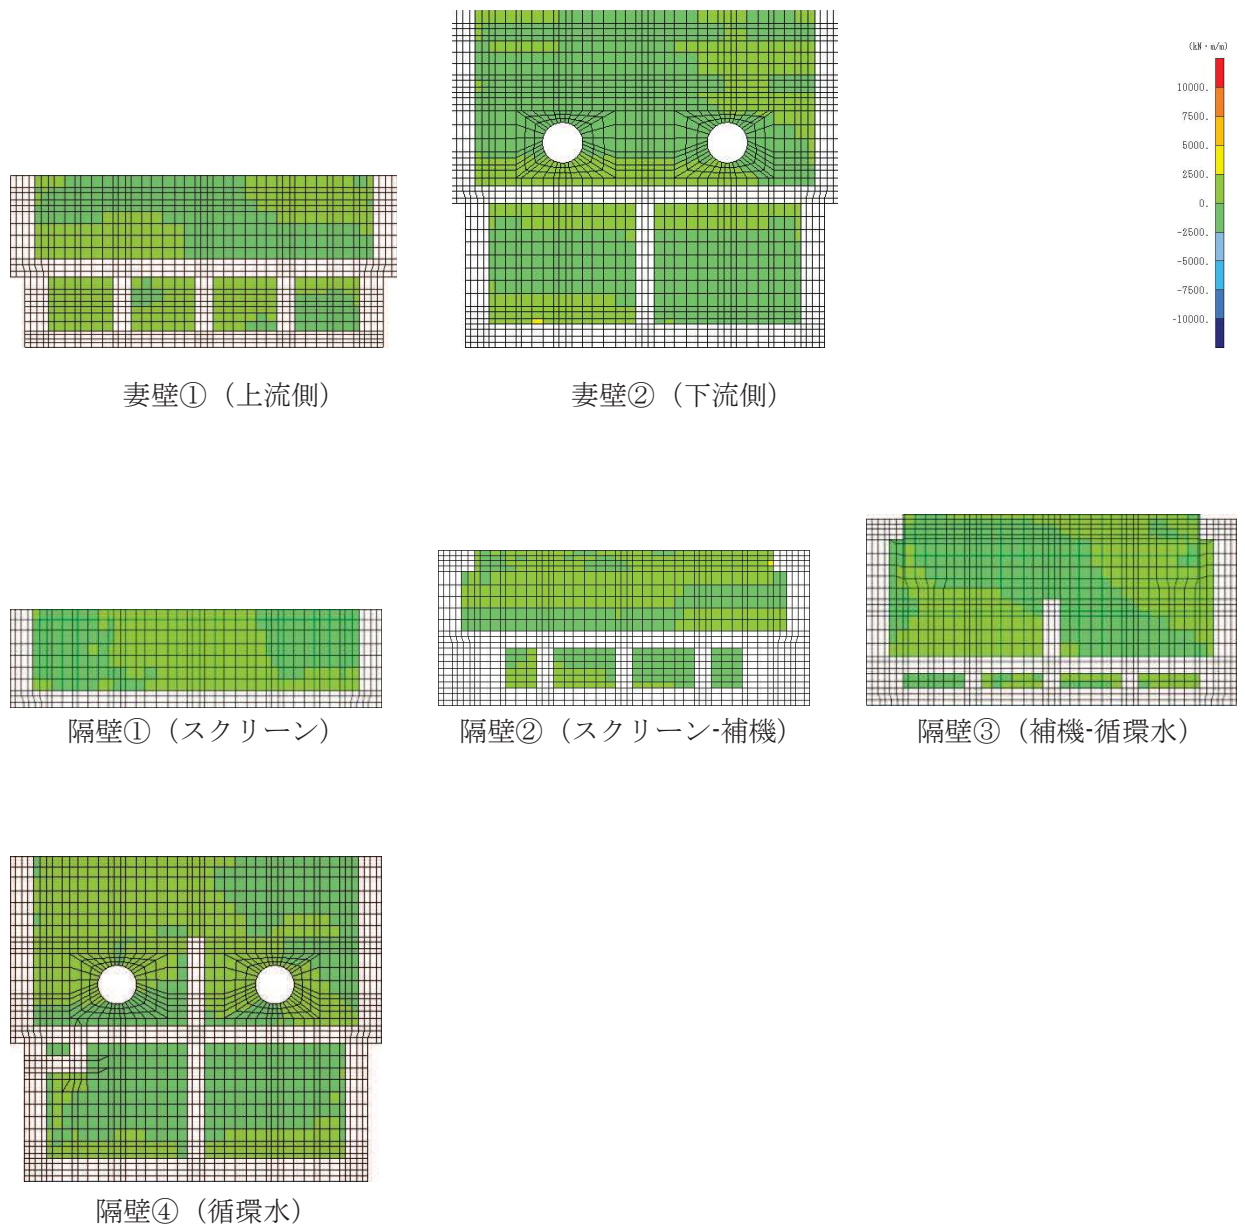 (kN・m/m)
10000.
7500.
5000.
2500.
0.
-2500.
-5000.
-7500.
-10000.
妻壁①（上流側）
妻壁②（下流側）
隔壁①（スクリーン）
隔壁②（スクリーン-補機）
隔壁③（補機-循環水）
隔壁④（循環水）